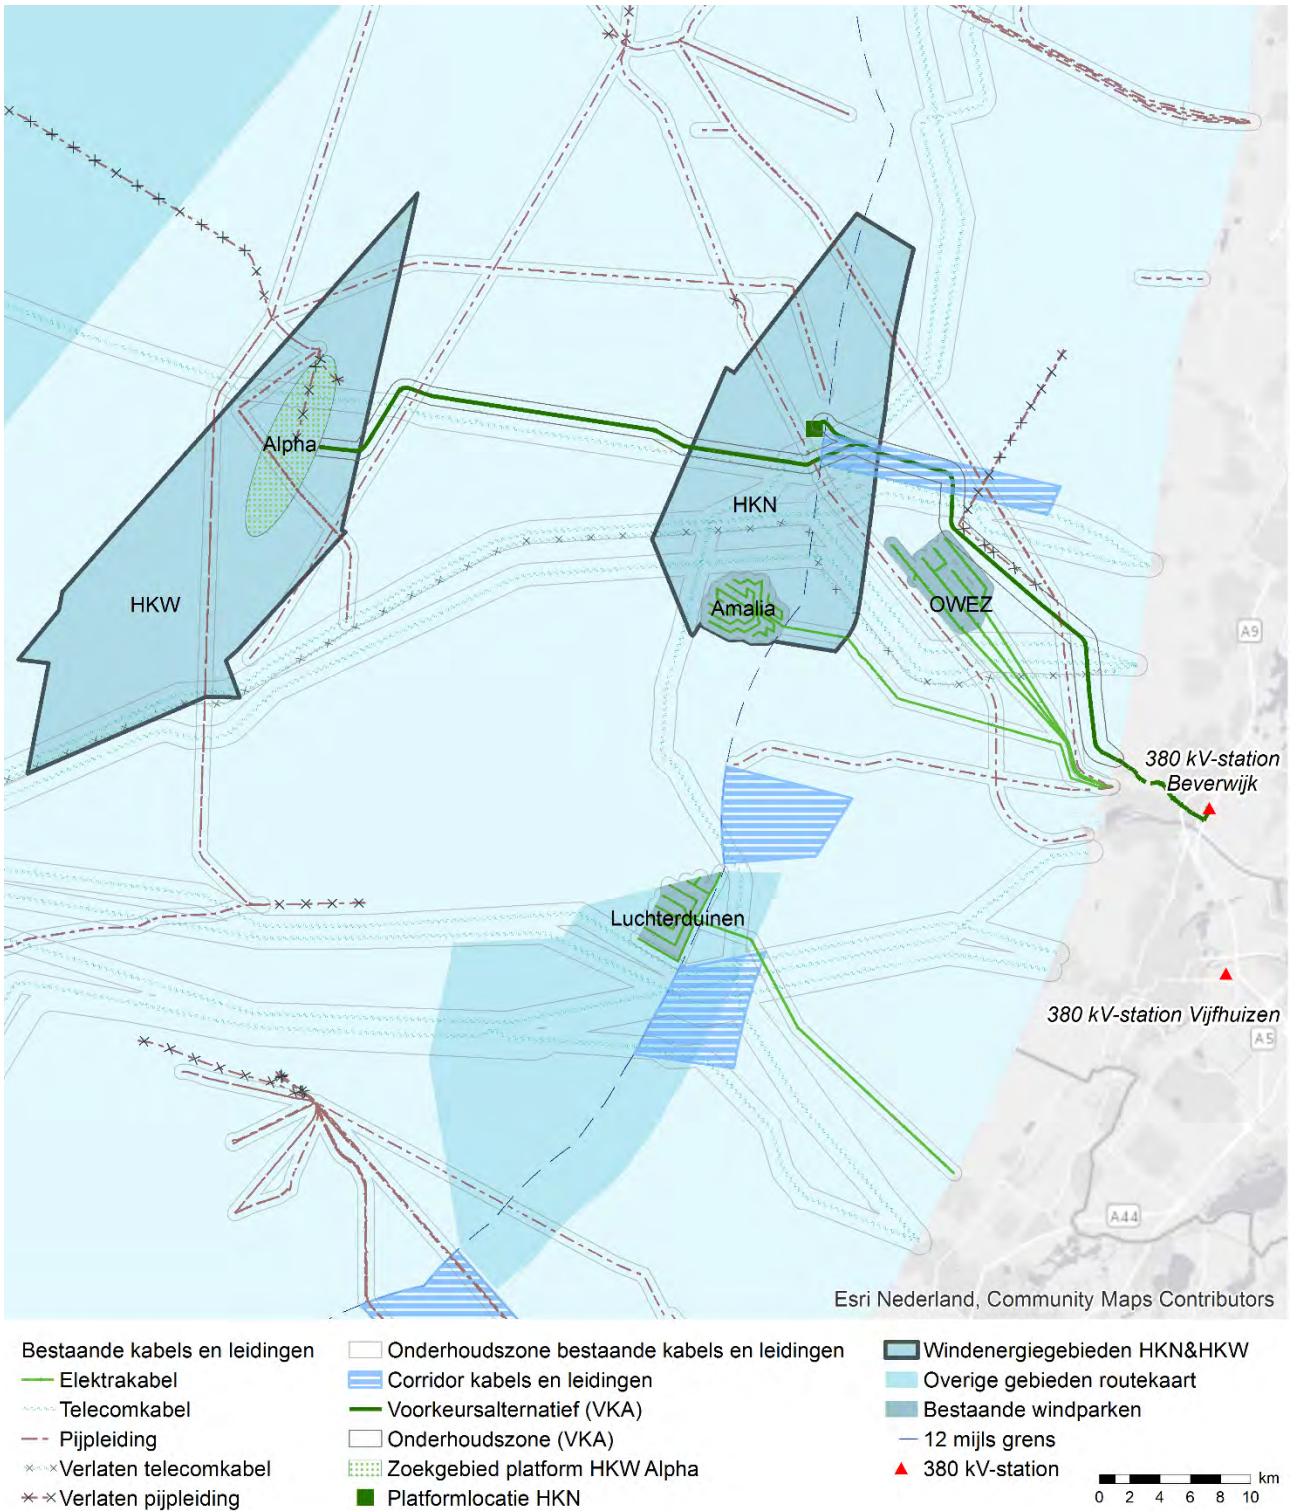 Alpha
HKN
HKW
Amalia
OWEZ
A9
380 kV-station
Beverwijk
Luchterduinen
380 kV-station Vijfhuizen
A5
A44
Esri Nederland, Community Maps Contributors
Bestaande kabels en leidingen
Elektrakabel
Telecomkabel
Pijpleiding
Verlaten telecomkabel
Verlaten pijpleiding
Onderhoudszone bestaande kabels en leidingen
Corridor kabels en leidingen
Voorkeursalternatief (VKA)
Onderhoudszone (VKA)
Zoekgebied platform HKW Alpha
Platformlocatie HKN
Windenergiegebieden HKN&HKW
Overige gebieden routekaart
Bestaande windparken
12 mijls grens
380 kV-station
km
0 2 4 6 8 10